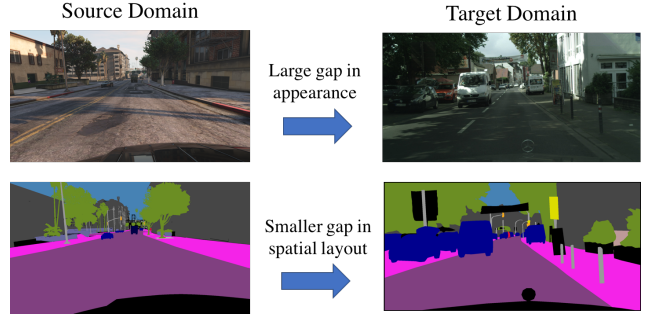 Source Domain
Target Domain
Large gap in
appearance
Smaller gap in
spatial layout